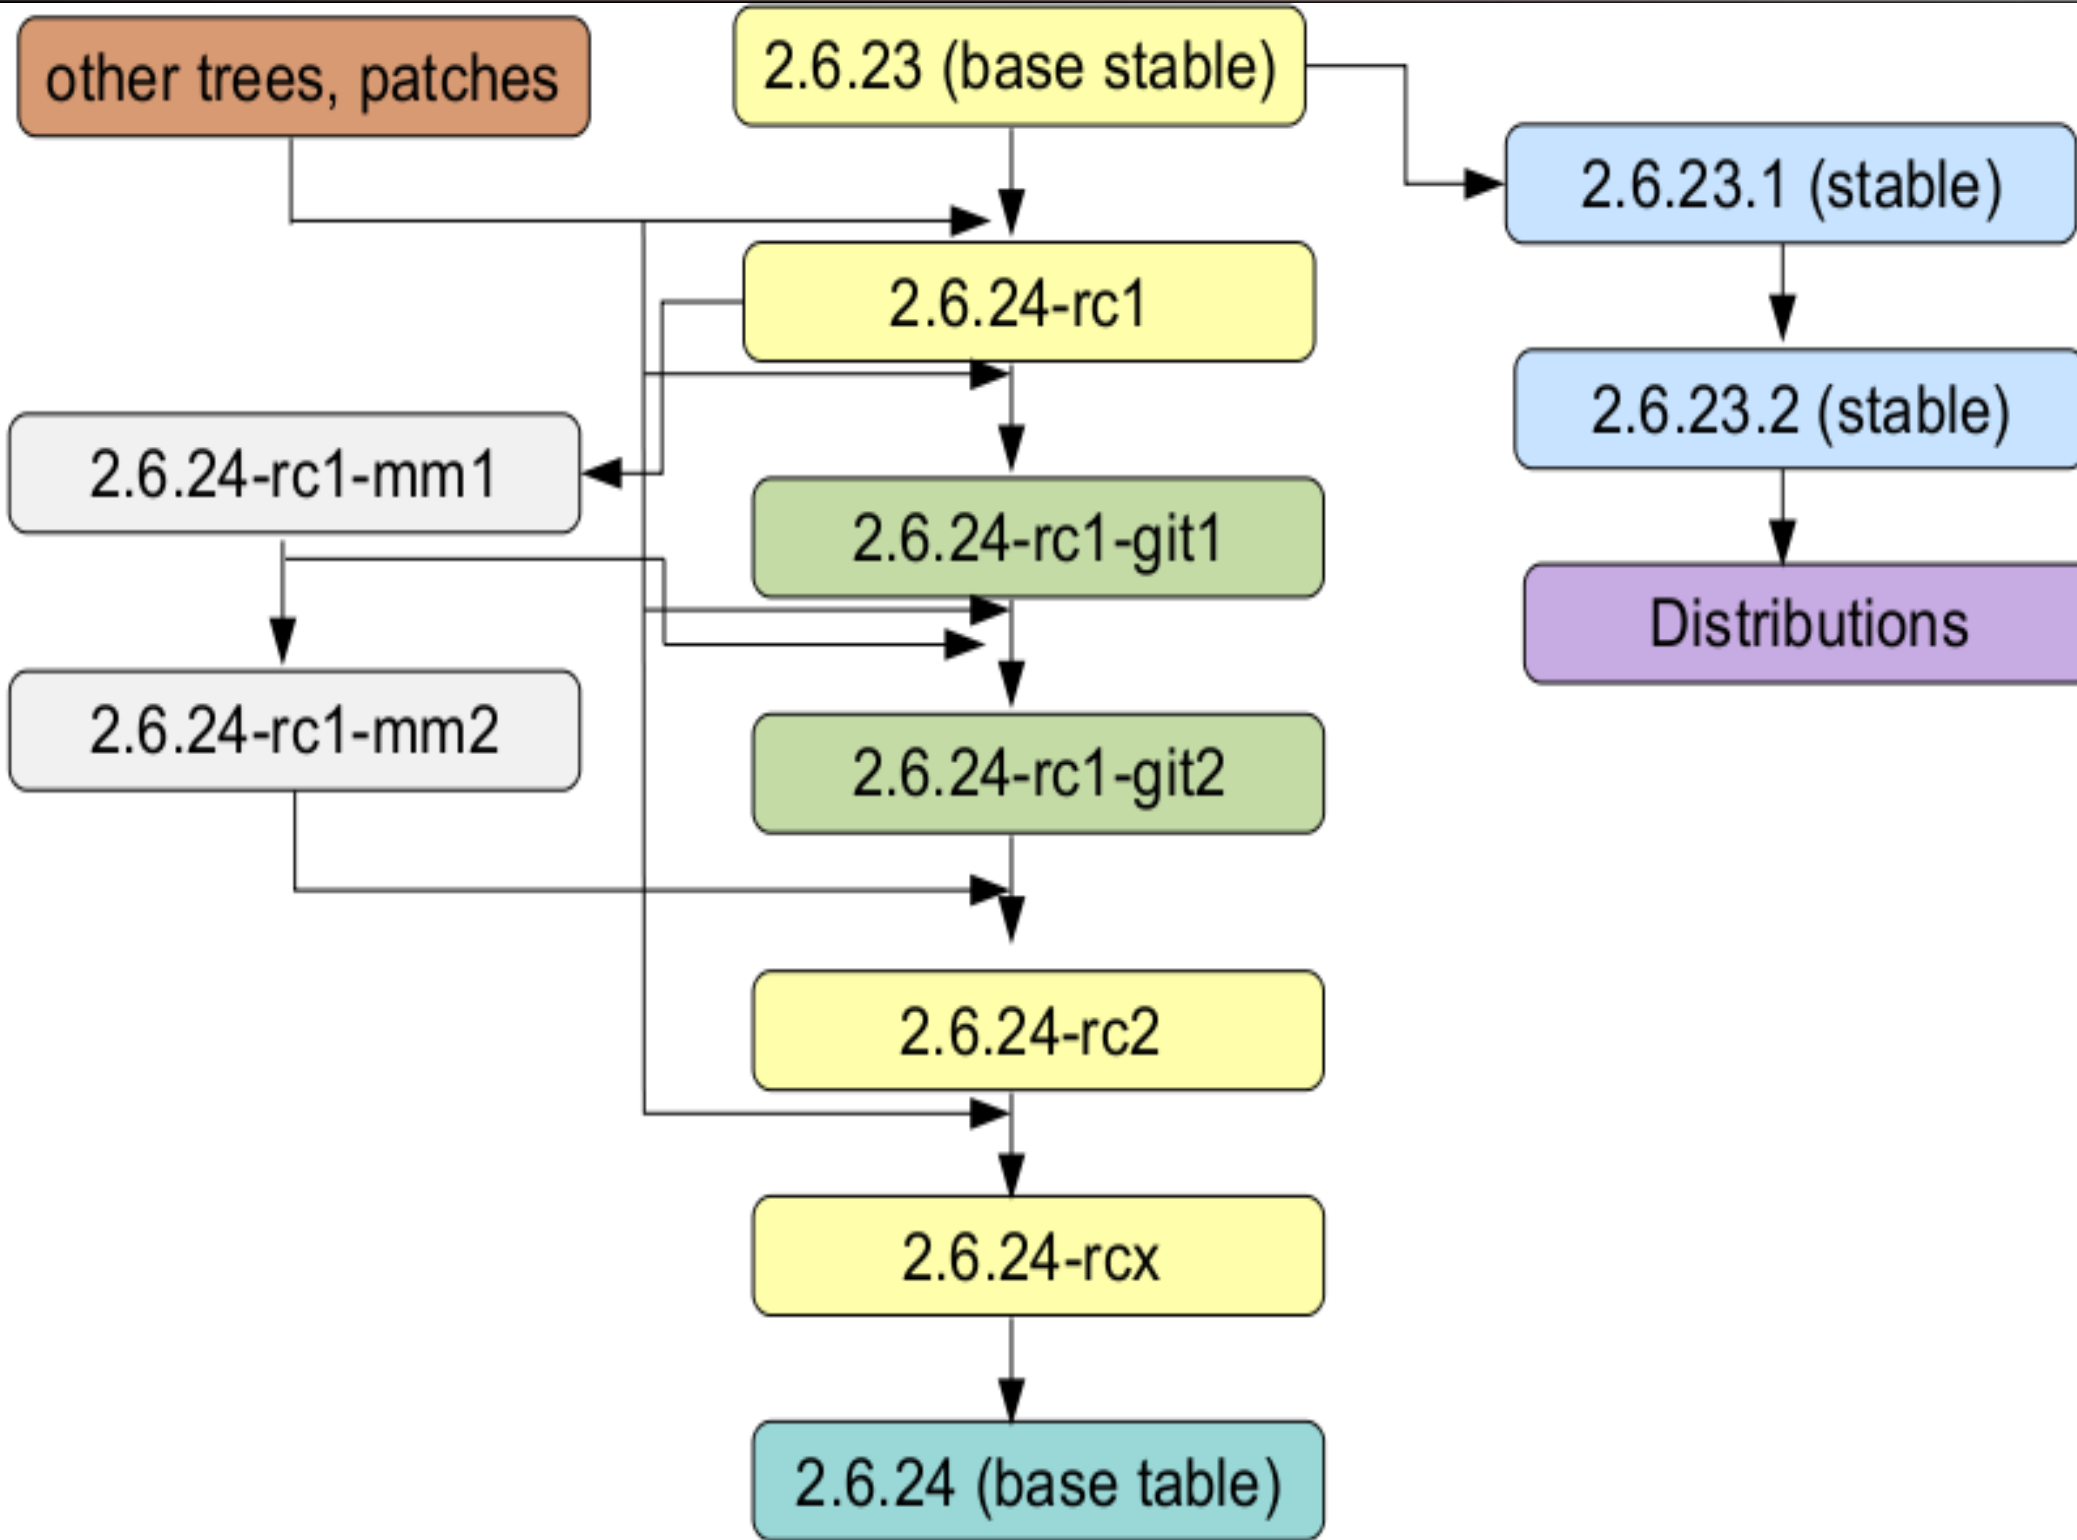 other trees, patches
2.6.23 (base stable)
2.6.23.1 (stable)
2.6.24-rc1
2.6.23.2 (stable)
2.6.24-rc1-mm1
2.6.24-rc1-git1
Distributions
2.6.24-rc1-mm2
2.6.24-rc1-git2
2.6.24-rc2
2.6.24-rcx
2.6.24 (base table)